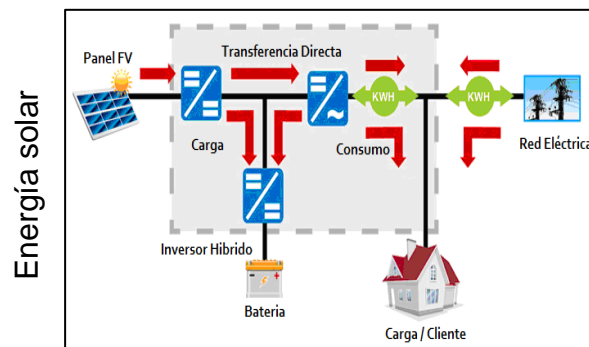 Energía solar
Panel FV
Transferencia Directa
KWH
KWH
Carga
Consumo
Red Eléctrica
Inversor Hibrido
Bateria
Carga / Cliente